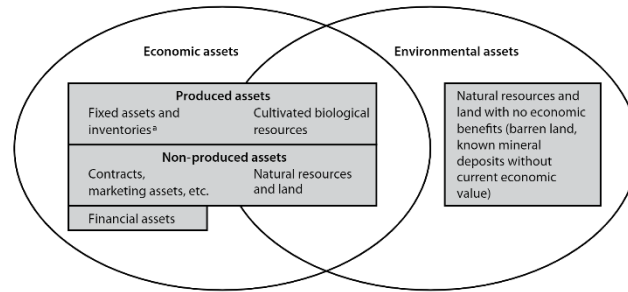 Economic assets
Environmental assets
Produced assets
Fixed assets and
inventoriesᵃ
Cultivated biological
resources
Non-produced assets
Contracts,
marketing assets, etc.
Natural resources
and land
Financial assets
Natural resources and
land with no economic
benefits (barren land,
known mineral
deposits without
current economic
value)